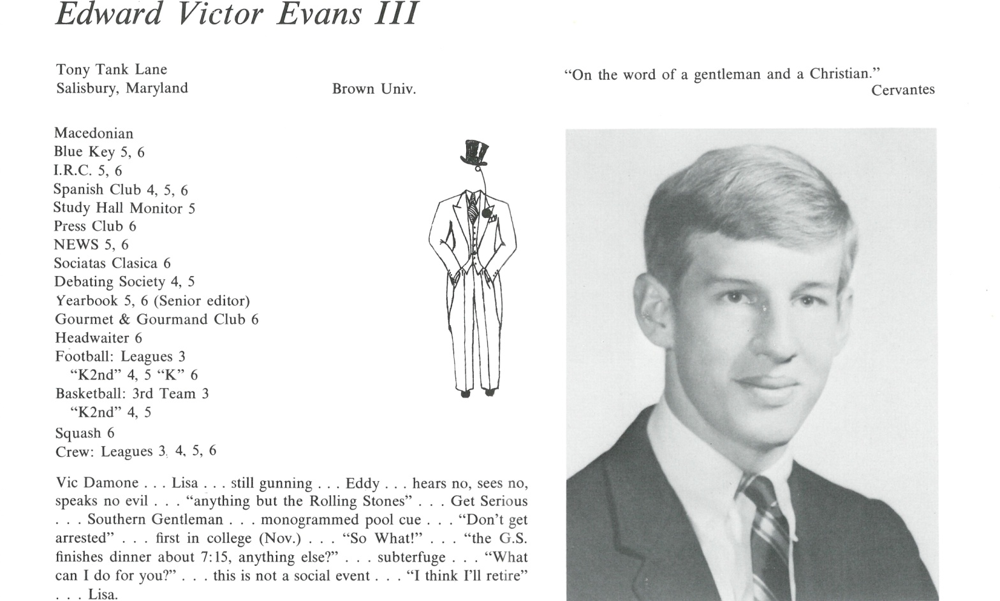 Edward Victor Evans III
Tony Tank Lane
Salisbury, Maryland
Brown Univ.
“On the word of a gentleman and a Christian.”
Cervantes
Macedonian
Blue Key 5, 6
I.R.C. 5, 6
Spanish Club 4, 5, 6
Study Hall Monitor 5
Press Club 6
NEWS 5, 6
Sociatas Clasica 6
Debating Society 4, 5
Yearbook 5, 6 (Senior editor)
Gourmet & Gourmand Club 6
Headwaiter 6
Football: Leagues 3
“K2nd” 4, 5 “K” 6
Basketball: 3rd Team 3
“K2nd” 4, 5
Squash 6
Crew: Leagues 3, 4, 5, 6
Vic Damone . . . Lisa . . . still gunning . . . Eddy . . . hears no, sees no,
speaks no evil . . . “anything but the Rolling Stones” . . . Get Serious
. . . Southern Gentleman . . . monogrammed pool cue . . . “Don’t get
arrested” . . . first in college (Nov.) . . . “So What!” . . . “the G.S.
finishes dinner about 7:15, anything else?” . . . subterfuge . . . “What
can I do for you?” . . . this is not a social event . . . “I think I’ll retire”
. . . Lisa.